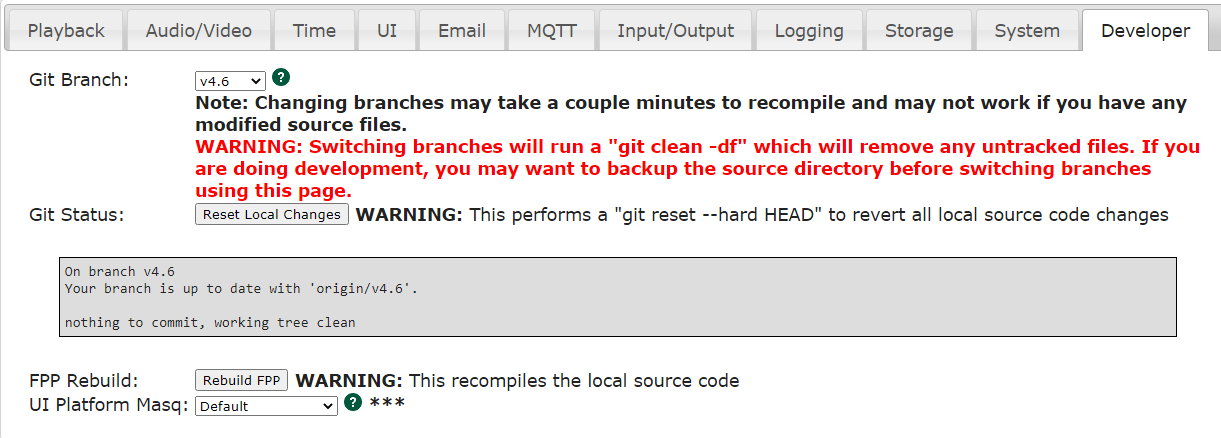 Playback Audio/Video Time UI Email MQTT Input/Output Logging Storage System Developer
Git Branch: v4.6 ?
Note: Changing branches may take a couple minutes to recompile and may not work if you have any
modified source files.
WARNING: Switching branches will run a "git clean -df" which will remove any untracked files. If you
are doing development, you may want to backup the source directory before switching branches
using this page.
Git Status: Reset Local Changes WARNING: This performs a "git reset --hard HEAD" to revert all local source code changes
On branch v4.6
Your branch is up to date with 'origin/v4.6'.
nothing to commit, working tree clean
FPP Rebuild: Rebuild FPP WARNING: This recompiles the local source code
UI Platform Masq: Default ? ***